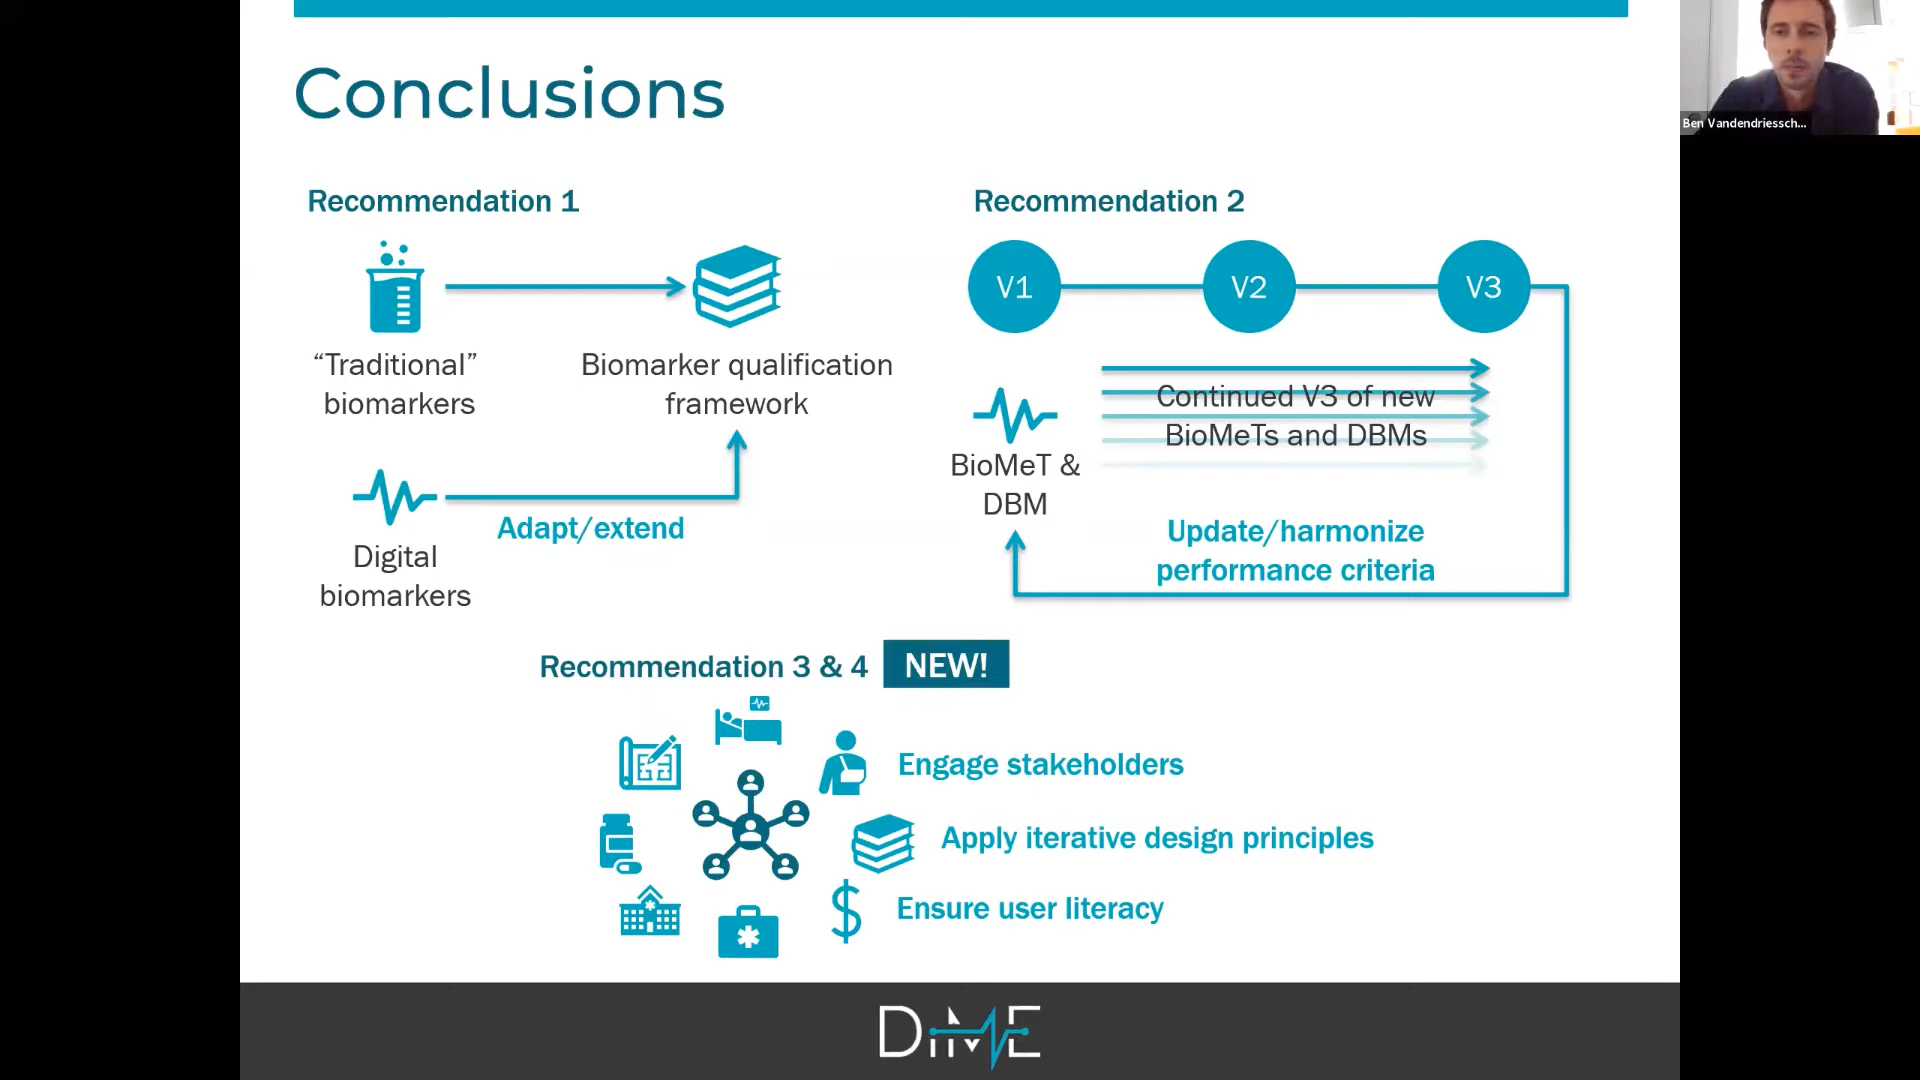 Conclusions
Ben Vandendriessch...
Recommendation 1
“Traditional”
biomarkers
Biomarker qualification
framework
Adapt/extend
Digital
biomarkers
Recommendation 2
V1
V2
V3
Continued V3 of new
BioMeTs and DBMs
BioMeT &
DBM
Update/harmonize
performance criteria
Recommendation 3 & 4
NEW!
Engage stakeholders
Apply iterative design principles
$
Ensure user literacy
DiME